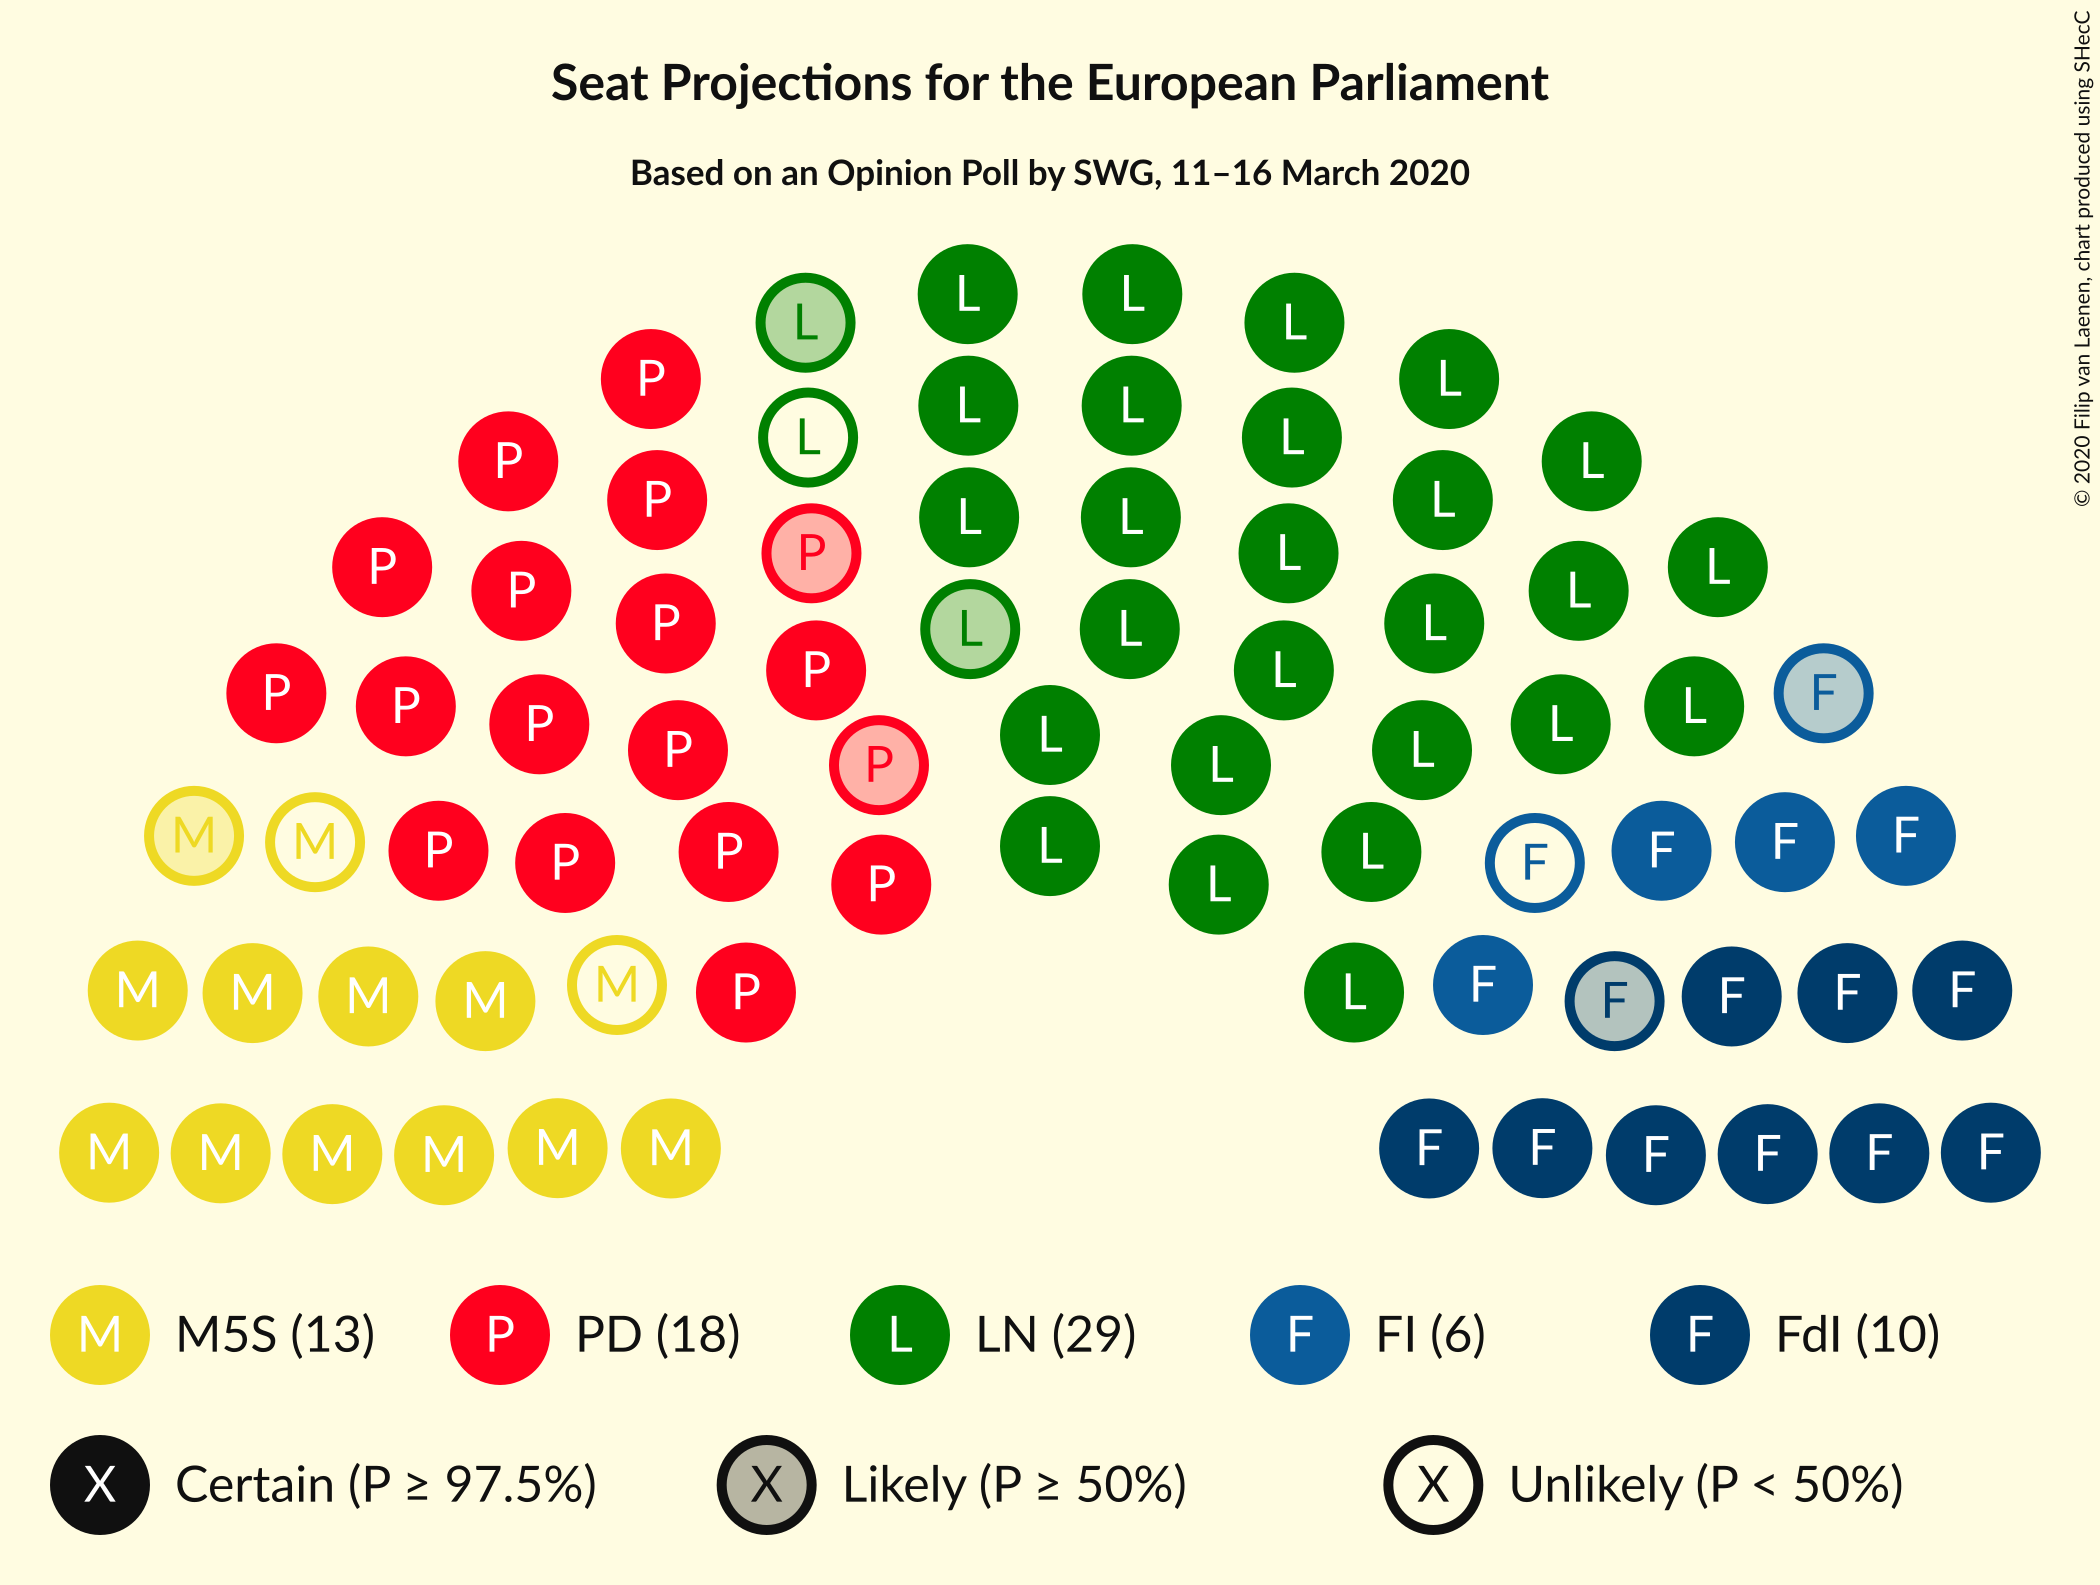 Seat Projections for the European Parliament
Based on an Opinion Poll by SWG, 11–16 March 2020
© 2020 Filip van Laenen, chart produced using SHecC
L L
L L
P L
L L
L L
P L P L
P L
L L
P L
P L
P L
P L
P L
L L
P L
P F
P L
P L
L
P L
P L
M F
M F
L
P F
P L
P F
P L
M F
M F
M F
M F
M F
P L
M F
M F
M F
M F
M F
M F
M M5S (13) P PD (18) L LN (29) F FI (6) F FdI (10)
X Certain (P ≥ 97.5%) X Likely (P ≥ 50%) X Unlikely (P < 50%)